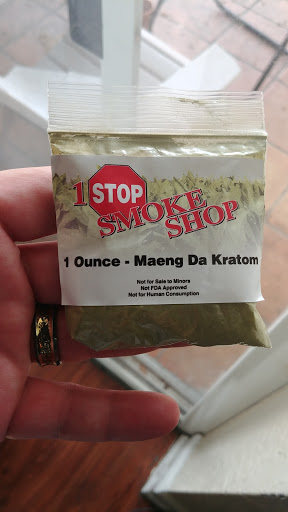 1 STOP
SMOKE
SHOP
1 Ounce - Maeng Da Kratom
Not for Sale to Minors
Not FDA Approved
Not for Human Consumption